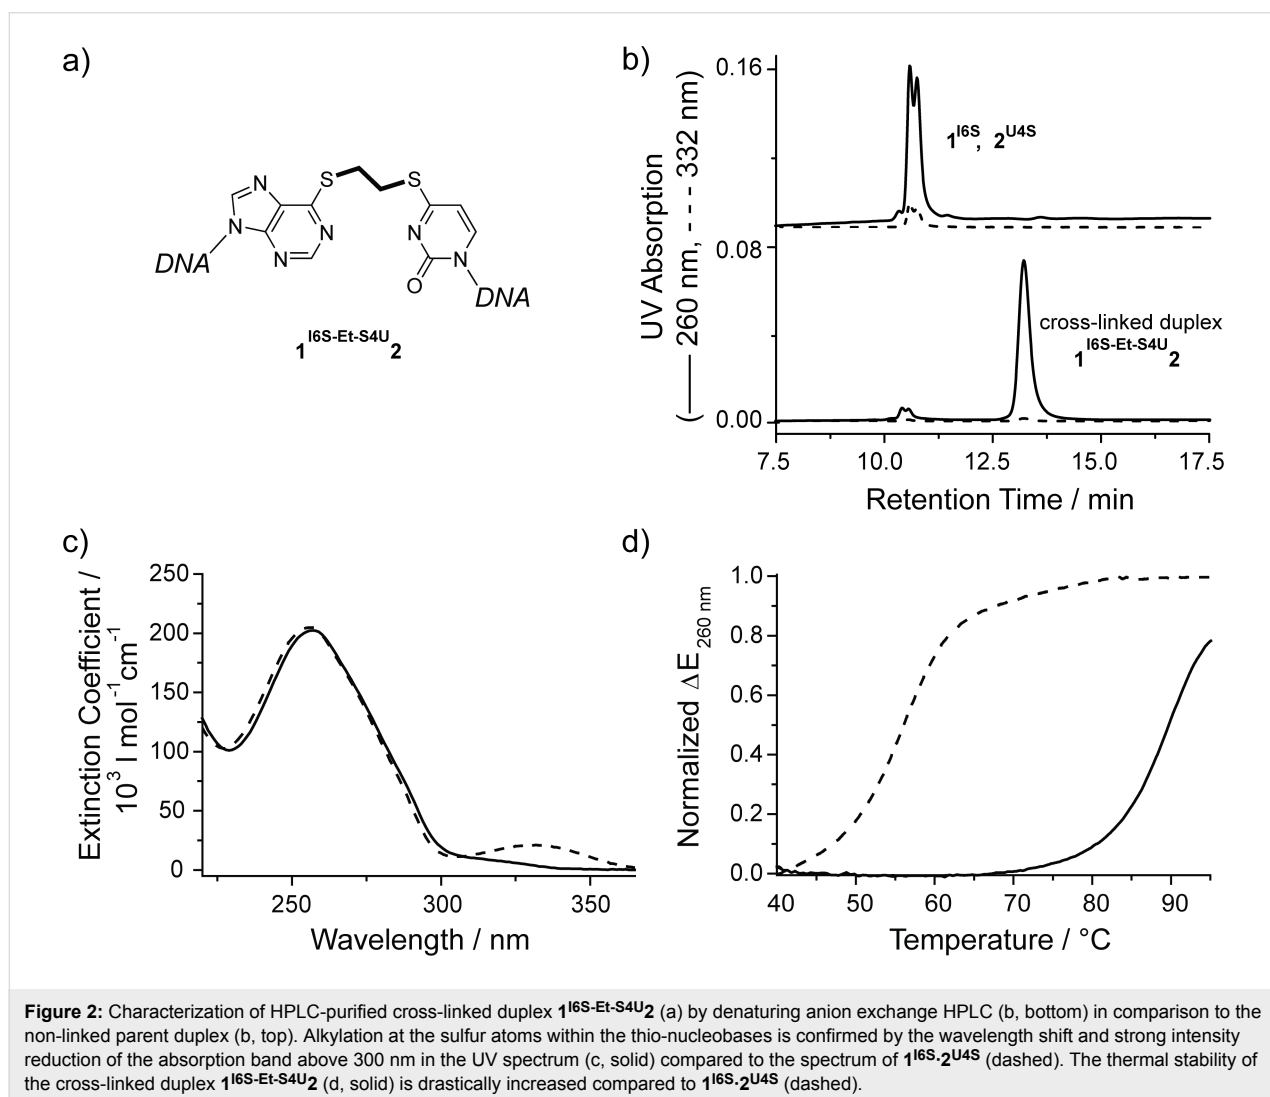 a)
N
N
N
N
S
S
N
N
O
DNA
DNA
1^I6S-Et-S4U 2
b)
UV Absorption
(—— 260 nm, - - - 332 nm)
0.16
0.08
0.00
1^I6S, 2^U4S
cross-linked duplex
1^I6S-Et-S4U 2
7.5 10.0 12.5 15.0 17.5
Retention Time / min
c)
Extinction Coefficient /
10^3 l mol^-1 cm^-1
250
200
150
100
50
0
250 300 350
Wavelength / nm
d)
Normalized ΔE_260 nm
1.0
0.8
0.6
0.4
0.2
0.0
40 50 60 70 80 90
Temperature / °C
Figure 2: Characterization of HPLC-purified cross-linked duplex 1^I6S-Et-S4U 2 (a) by denaturing anion exchange HPLC (b, bottom) in comparison to the
non-linked parent duplex (b, top). Alkylation at the sulfur atoms within the thio-nucleobases is confirmed by the wavelength shift and strong intensity
reduction of the absorption band above 300 nm in the UV spectrum (c, solid) compared to the spectrum of 1^I6S·2^U4S (dashed). The thermal stability of
the cross-linked duplex 1^I6S-Et-S4U 2 (d, solid) is drastically increased compared to 1^I6S·2^U4S (dashed).